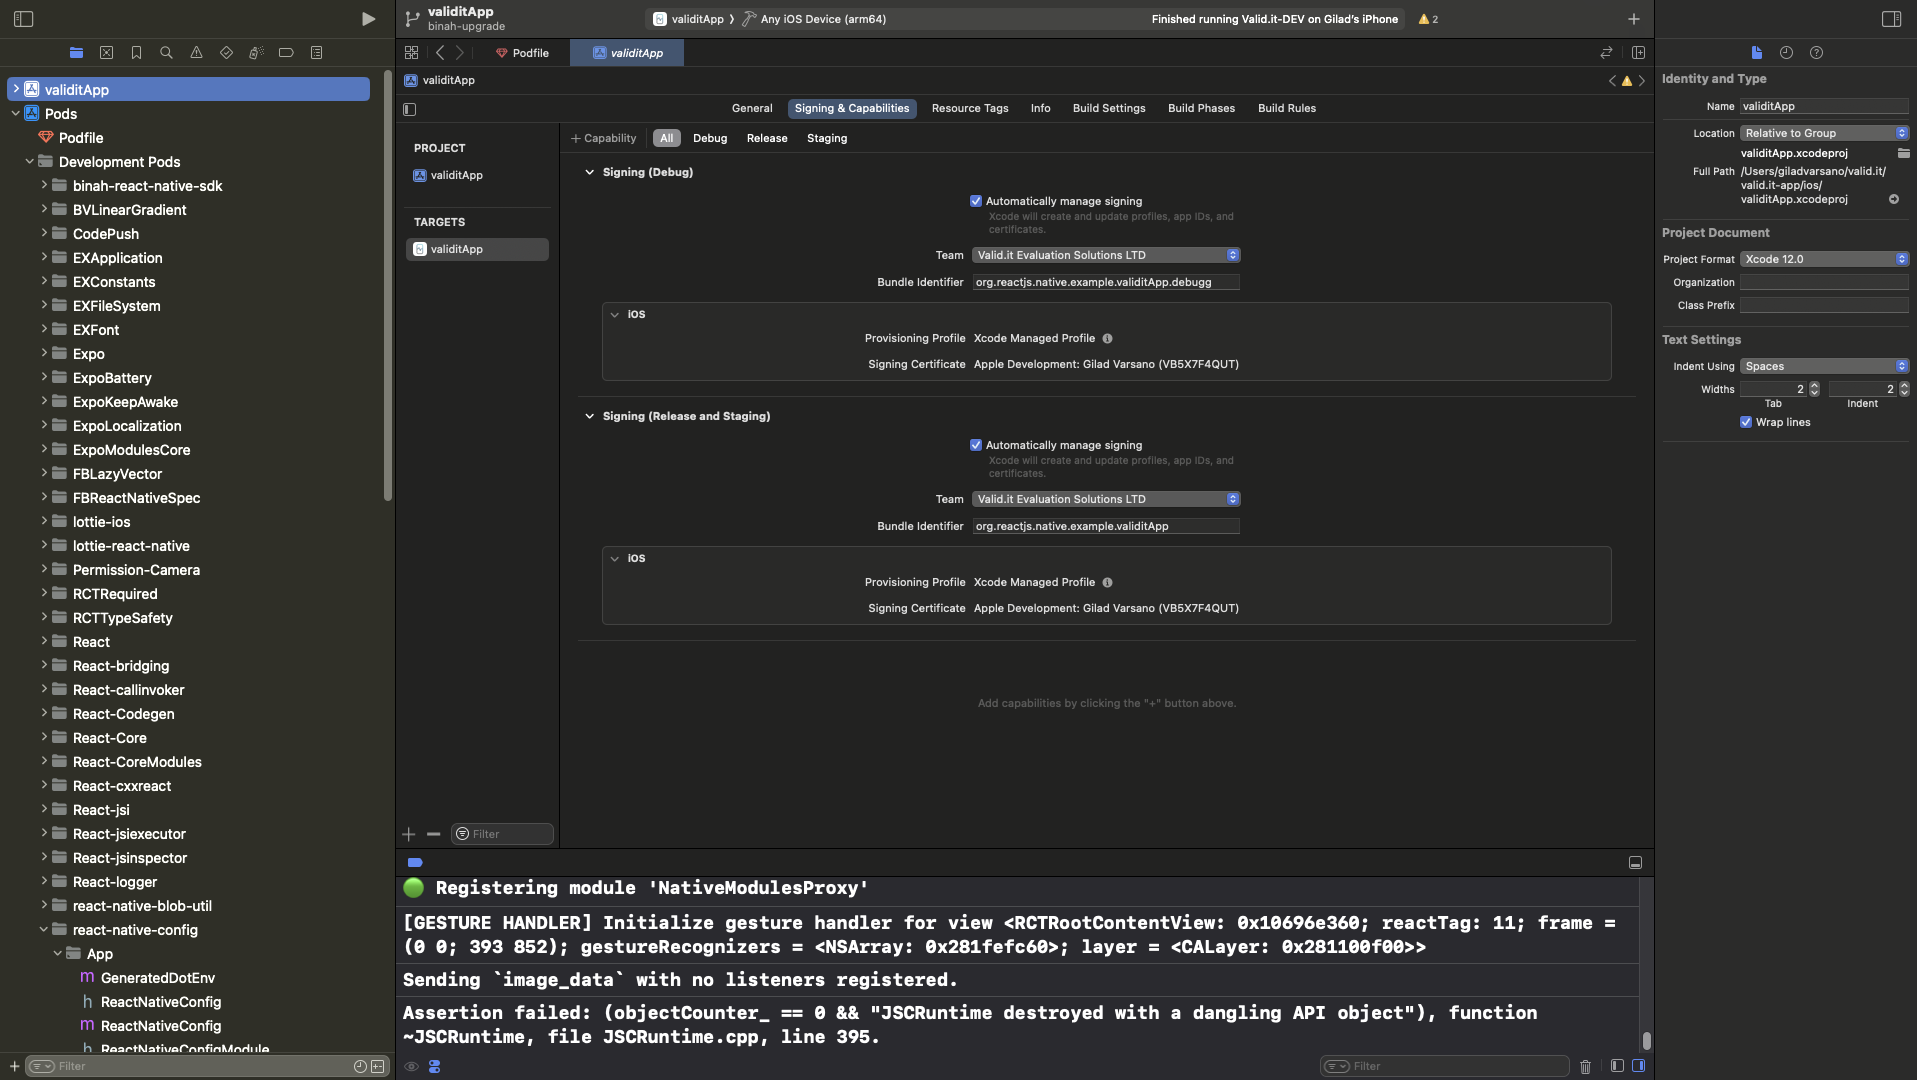 validitApp
binah-upgrade
validitApp
Any iOS Device (arm64)
Finished running Valid.it-DEV on Gilad's iPhone
2
Podfile
validitApp
validitApp
General
Signing & Capabilities
Resource Tags
Info
Build Settings
Build Phases
Build Rules
validitApp
Pods
Podfile
Development Pods
binah-react-native-sdk
BVLinearGradient
CodePush
EXApplication
EXConstants
EXFileSystem
EXFont
Expo
ExpoBattery
ExpoKeepAwake
ExpoLocalization
ExpoModulesCore
FBLazyVector
FBReactNativeSpec
lottie-ios
lottie-react-native
Permission-Camera
RCTRequired
RCTTypeSafety
React
React-bridging
React-callinvoker
React-Codegen
React-Core
React-CoreModules
React-cxxreact
React-jsi
React-jsiexecutor
React-jsinspector
React-logger
react-native-blob-util
react-native-config
App
m GeneratedDotEnv
h ReactNativeConfig
m ReactNativeConfig
h ReactNativeConfigModule
Filter
PROJECT
validitApp
TARGETS
validitApp
Filter
Capability
All
Debug
Release
Staging
Signing (Debug)
Automatically manage signing
Xcode will create and update profiles, app IDs, and
certificates.
Team Valid.it Evaluation Solutions LTD
Bundle Identifier org.reactjs.native.example.validitApp.debugg
iOS
Provisioning Profile Xcode Managed Profile
Signing Certificate Apple Development: Gilad Varsano (VB5X7F4QUT)
Signing (Release and Staging)
Automatically manage signing
Xcode will create and update profiles, app IDs, and
certificates.
Team Valid.it Evaluation Solutions LTD
Bundle Identifier org.reactjs.native.example.validitApp
iOS
Provisioning Profile Xcode Managed Profile
Signing Certificate Apple Development: Gilad Varsano (VB5X7F4QUT)
Add capabilities by clicking the "+" button above.
Registering module 'NativeModulesProxy'
[GESTURE HANDLER] Initialize gesture handler for view <RCTRootContentView: 0x10696e360; reactTag: 11; frame =
(0 0; 393 852); gestureRecognizers = <NSArray: 0x281fefc60>; layer = <CALayer: 0x281100f00>>
Sending `image_data` with no listeners registered.
Assertion failed: (objectCounter_ == 0 && "JSCRuntime destroyed with a dangling API object"), function
~JSCRuntime, file JSCRuntime.cpp, line 395.
Filter
Identity and Type
Name validitApp
Location Relative to Group
validitApp.xcodeproj
Full Path /Users/giladvarsano/valid.it/
valid.it-app/ios/
validitApp.xcodeproj
Project Document
Project Format Xcode 12.0
Organization
Class Prefix
Text Settings
Indent Using Spaces
Widths 2 2
Tab Indent
Wrap lines